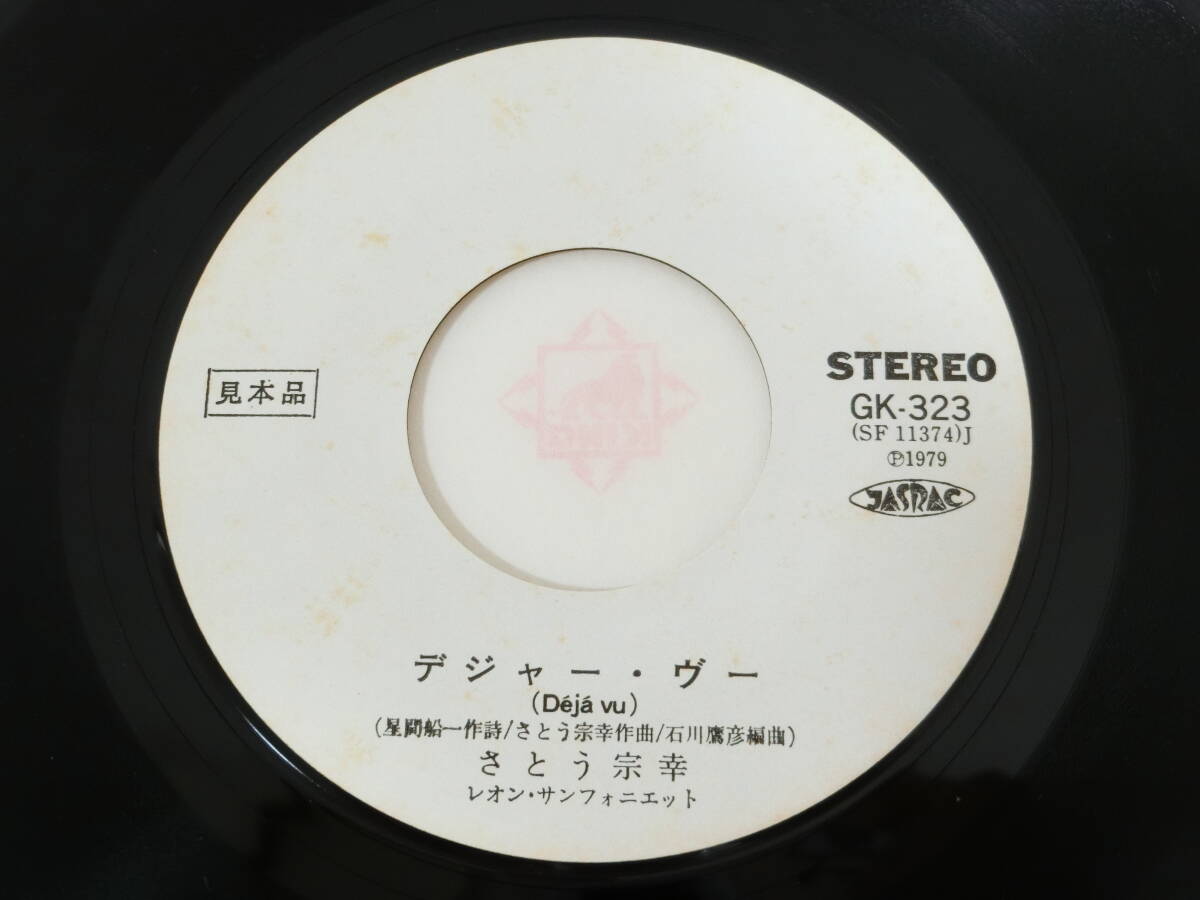 見本品
STEREO
GK-323
(SF 11374)J
Ⓟ1979
JASRAC
デジャー・ヴー
(Déjá vu)
(星間船一作詩/さとう宗幸作曲/石川鷹彦編曲)
さとう宗幸
レオン・サンフォニエット